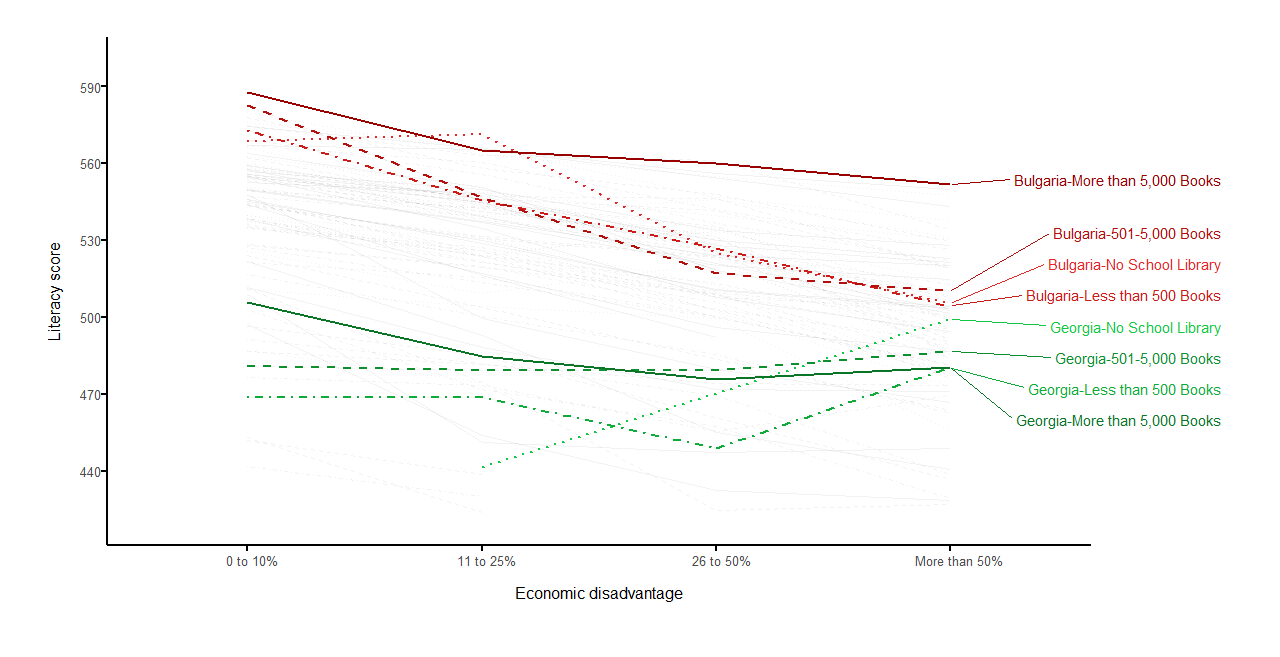 590
560
530
500
470
440
Literacy score
Bulgaria-More than 5,000 Books
Bulgaria-501-5,000 Books
Bulgaria-No School Library
Bulgaria-Less than 500 Books
Georgia-No School Library
Georgia-501-5,000 Books
Georgia-Less than 500 Books
Georgia-More than 5,000 Books
0 to 10%
11 to 25%
26 to 50%
More than 50%
Economic disadvantage